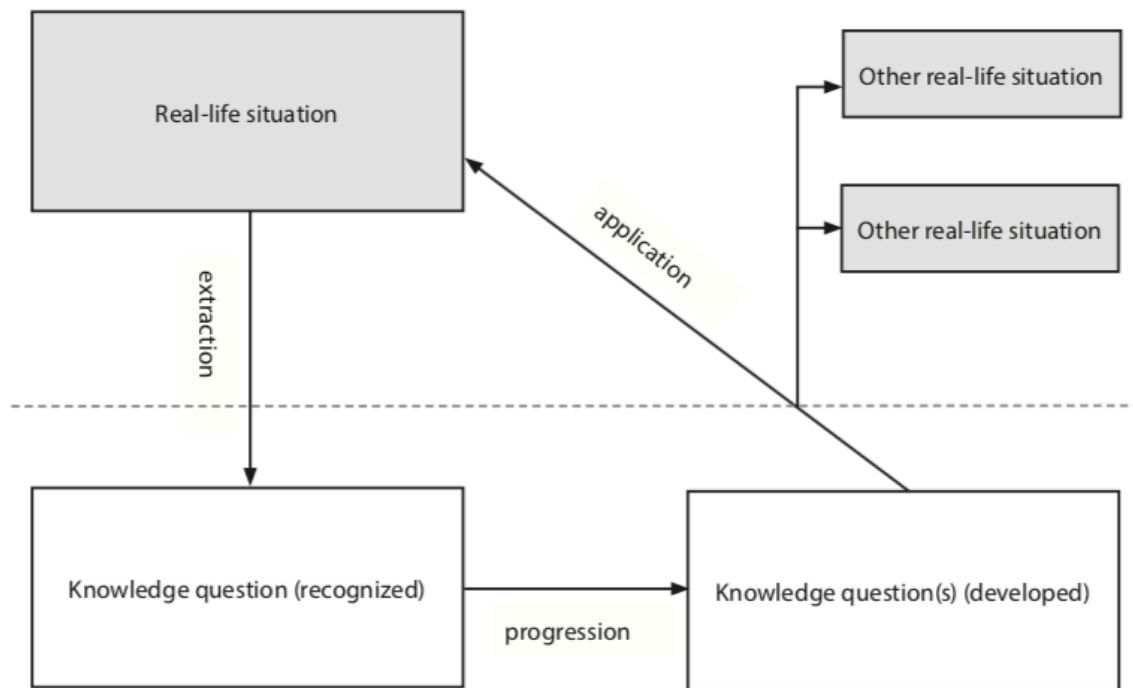 Real-life situation
Other real-life situation
Other real-life situation
application
extraction
Knowledge question (recognized)
progression
Knowledge question(s) (developed)